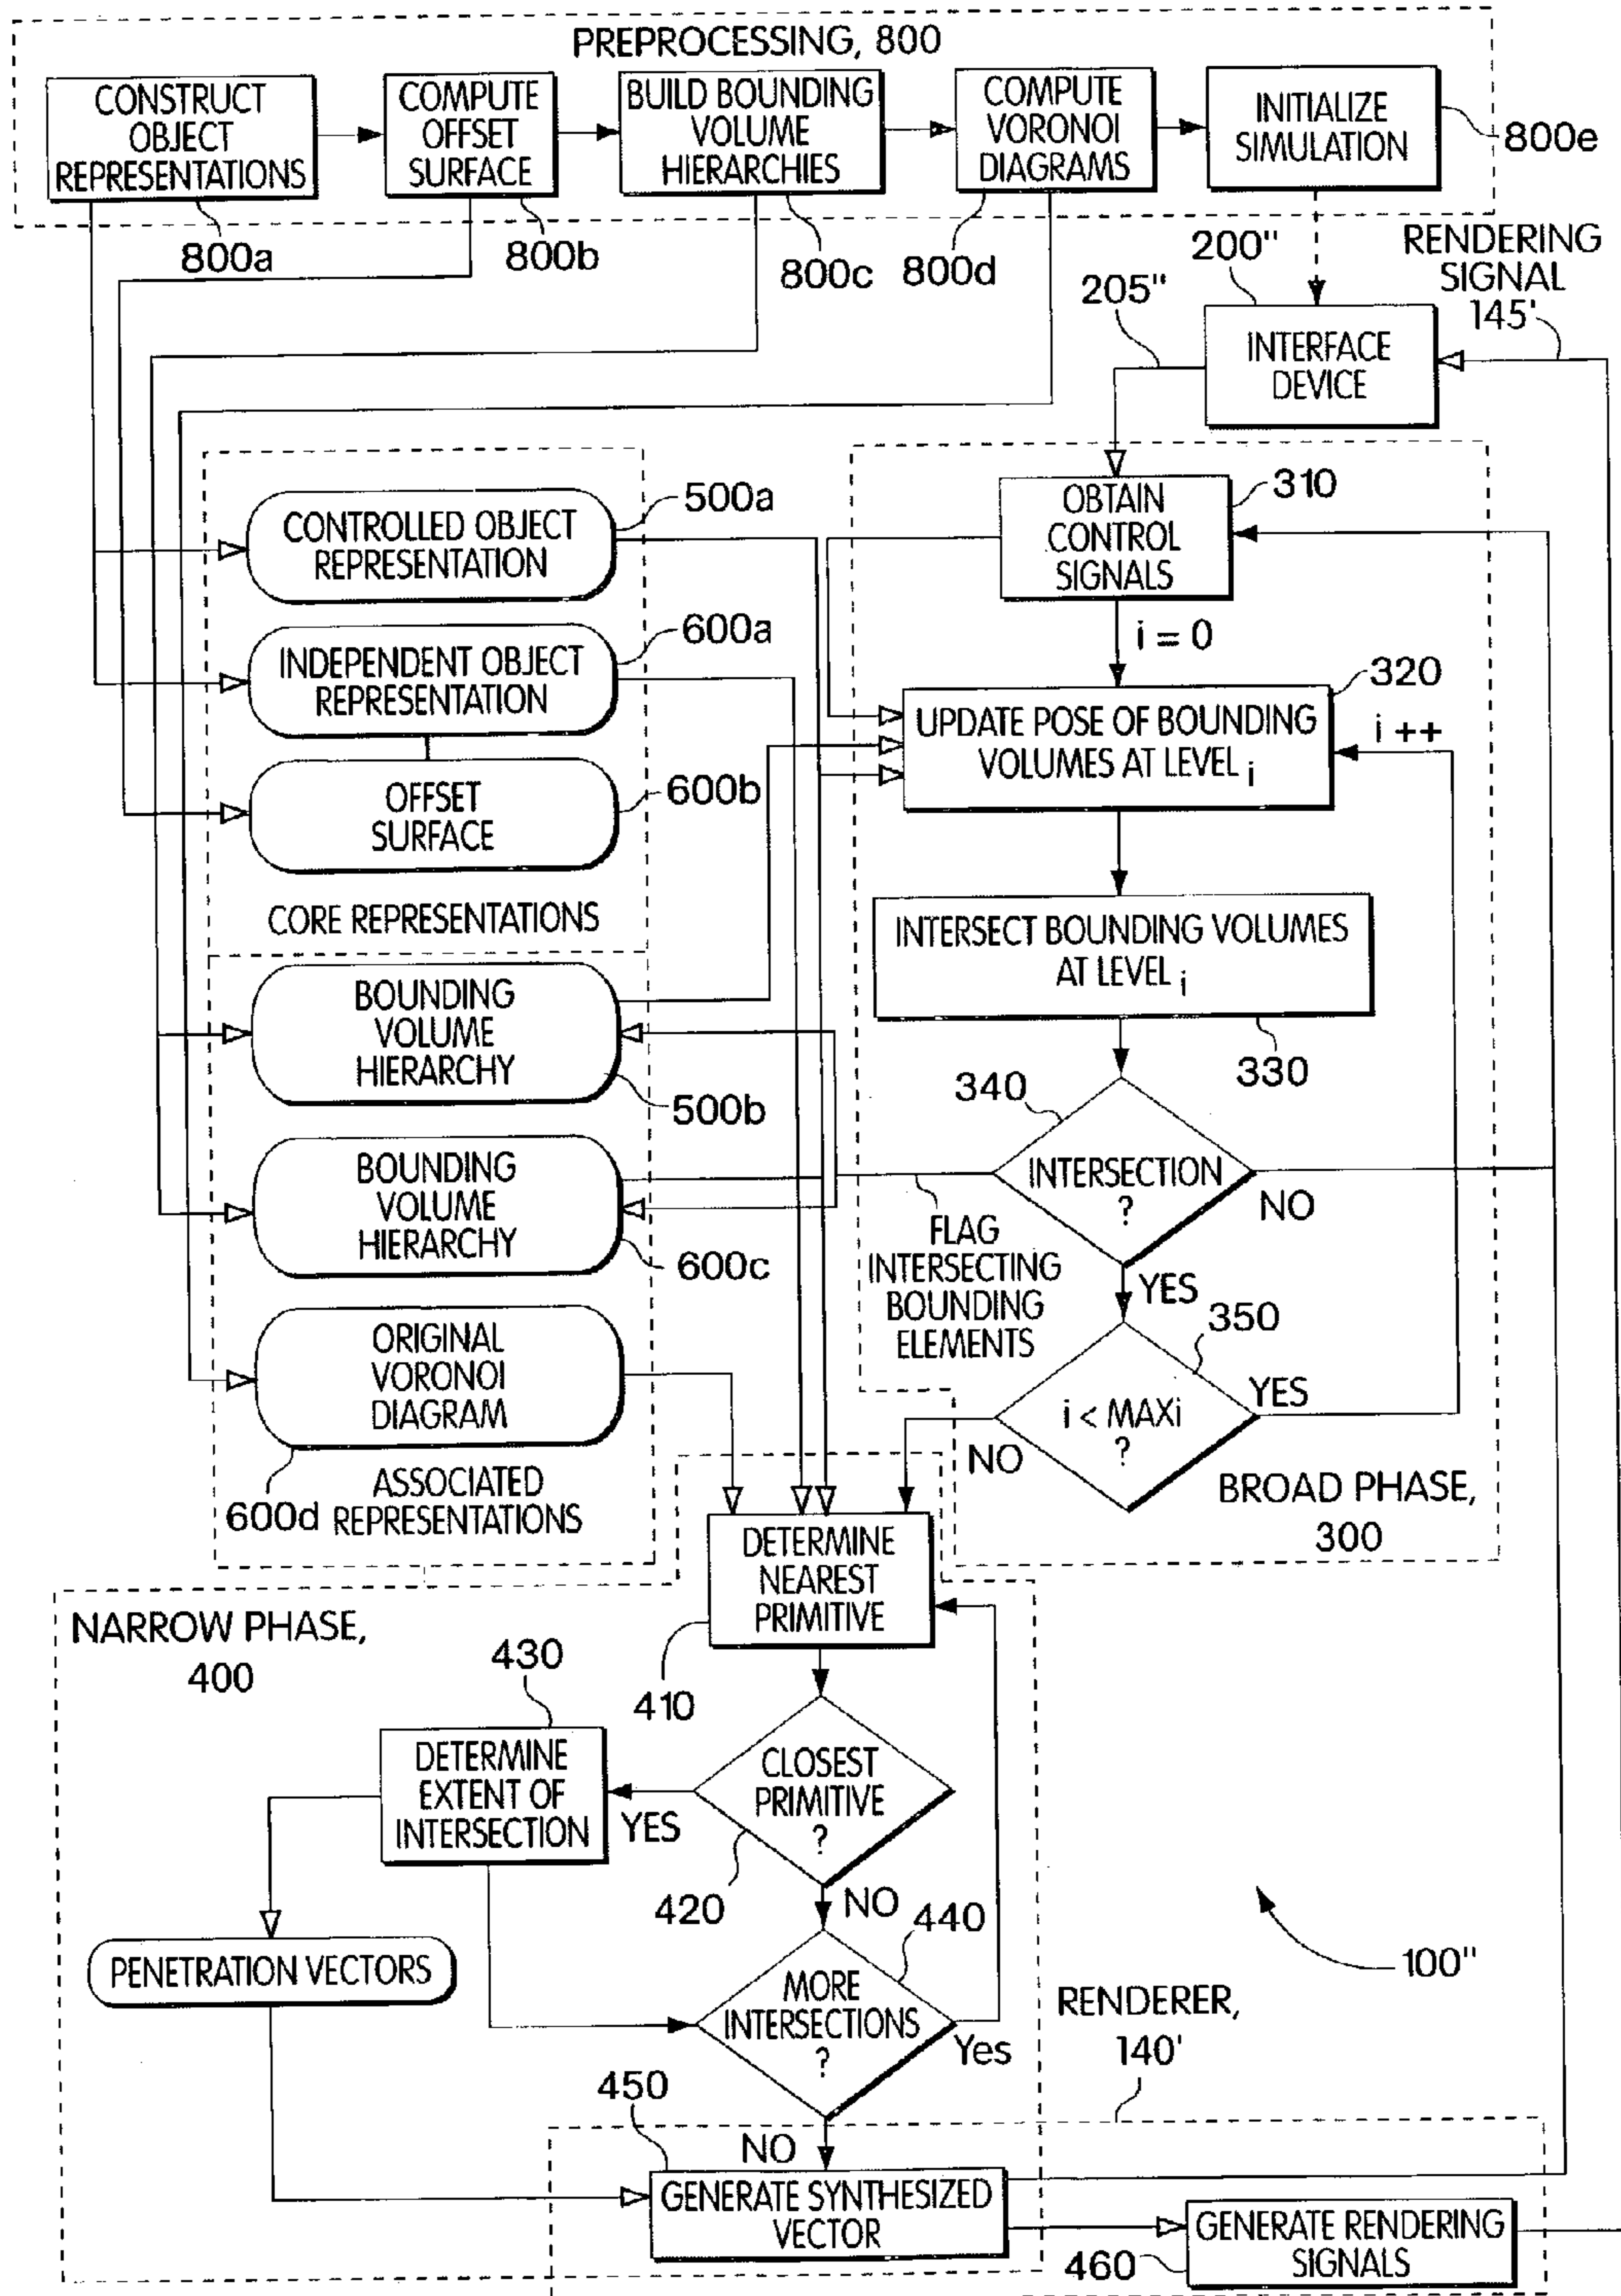 PREPROCESSING, 800
CONSTRUCT
OBJECT
REPRESENTATIONS
COMPUTE
OFFSET
SURFACE
BUILD BOUNDING
VOLUME
HIERARCHIES
COMPUTE
VORONOI
DIAGRAMS
INITIALIZE
SIMULATION
800e
800a
800b
800c
800d
200"
RENDERING
SIGNAL
145'
205"
INTERFACE
DEVICE
CONTROLLED OBJECT
REPRESENTATION
500a
INDEPENDENT OBJECT
REPRESENTATION
600a
OFFSET
SURFACE
600b
CORE REPRESENTATIONS
BOUNDING
VOLUME
HIERARCHY
500b
BOUNDING
VOLUME
HIERARCHY
600c
ORIGINAL
VORONOI
DIAGRAM
600d
ASSOCIATED
REPRESENTATIONS
OBTAIN
CONTROL
SIGNALS
310
i = 0
320
UPDATE POSE OF BOUNDING
VOLUMES AT LEVEL i
i ++
INTERSECT BOUNDING VOLUMES
AT LEVEL i
330
340
INTERSECTION
?
NO
FLAG
INTERSECTING
BOUNDING
ELEMENTS
YES
350
i < MAXi
?
YES
NO
BROAD PHASE,
300
NARROW PHASE,
400
DETERMINE
NEAREST
PRIMITIVE
410
430
DETERMINE
EXTENT OF
INTERSECTION
CLOSEST
PRIMITIVE
?
YES
420
NO
440
PENETRATION VECTORS
MORE
INTERSECTIONS
?
Yes
100"
RENDERER,
140'
450
NO
GENERATE SYNTHESIZED
VECTOR
GENERATE RENDERING
SIGNALS
460